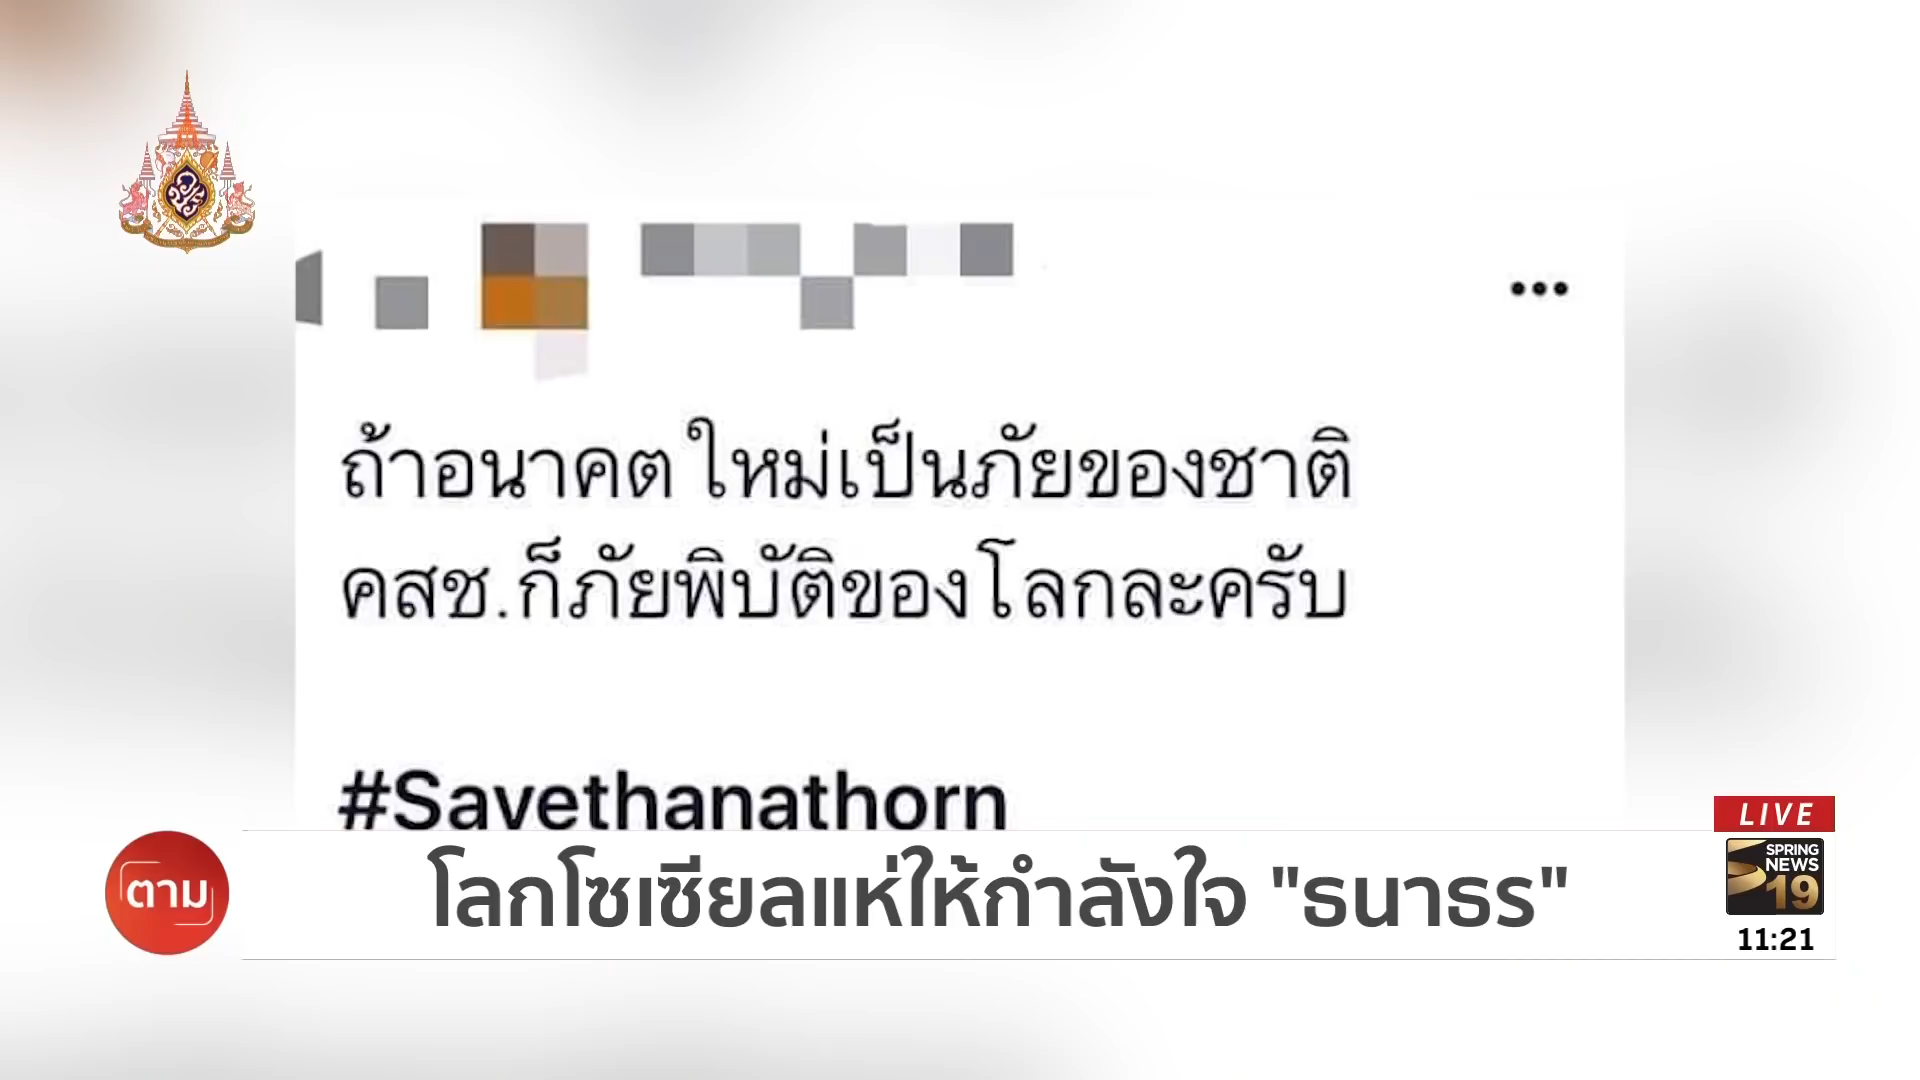 ถ้าอนาคตใหม่เป็นภัยของชาติ
คสช.ก็ภัยพิบัติของโลกละครับ
#Savethanathorn
ตาม
โลกโซเซียลแห่ให้กำลังใจ "ธนาธร"
LIVE
SPRING
NEWS
19
11:21